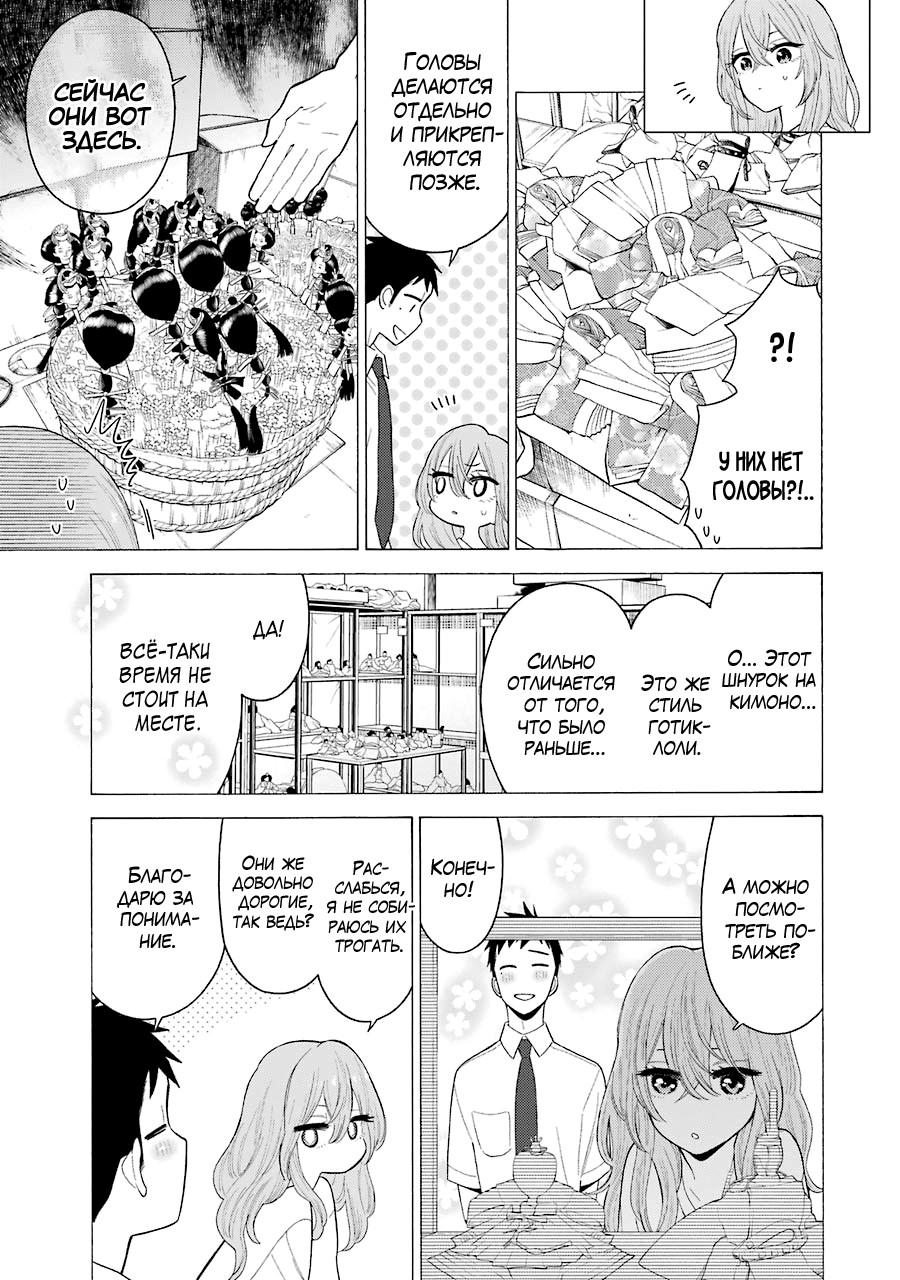 ?!
У НИХ НЕТ
ГОЛОВЫ?!..
ГОЛОВЫ
ДЕЛАЮТСЯ
ОТДЕЛЬНО
И ПРИКРЕП-
ЛЯЮТСЯ
ПОЗЖЕ.
СЕЙЧАС
ОНИ ВОТ
ЗДЕСЬ.
О... ЭТОТ
ШНУРОК НА
КИМОНО...
ЭТО ЖЕ
СТИЛЬ
ГОТИК-
ЛОЛИ.
СИЛЬНО
ОТЛИЧАЕТСЯ
ОТ ТОГО,
ЧТО БЫЛО
РАНЬШЕ...
ДА!
ВСЁ-ТАКИ
ВРЕМЯ НЕ
СТОИТ НА
МЕСТЕ.
А МОЖНО
ПОСМО-
ТРЕТЬ ПО-
БЛИЖЕ?
КОНЕЧ-
НО!
РАС-
СЛАБЬСЯ,
Я НЕ СОБИ-
РАЮСЬ ИХ
ТРОГАТЬ.
ОНИ ЖЕ
ДОВОЛЬНО
ДОРОГИЕ,
ТАК ВЕДЬ?
БЛАГО-
ДАРЮ ЗА
ПОНИМА-
НИЕ.